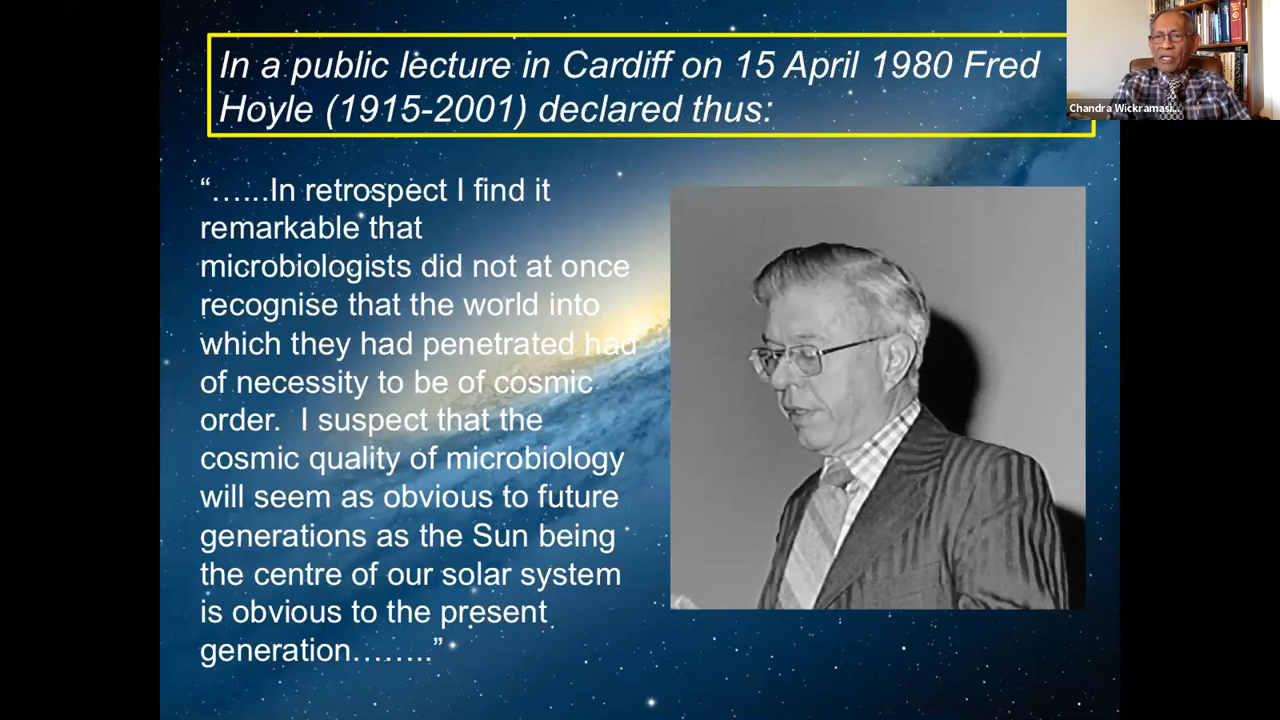 In a public lecture in Cardiff on 15 April 1980 Fred
Hoyle (1915-2001) declared thus:
Chandra Wickramasi...
“…...In retrospect I find it
remarkable that
microbiologists did not at once
recognise that the world into
which they had penetrated had
of necessity to be of cosmic
order.  I suspect that the
cosmic quality of microbiology
will seem as obvious to future
generations as the Sun being
the centre of our solar system
is obvious to the present
generation……..”